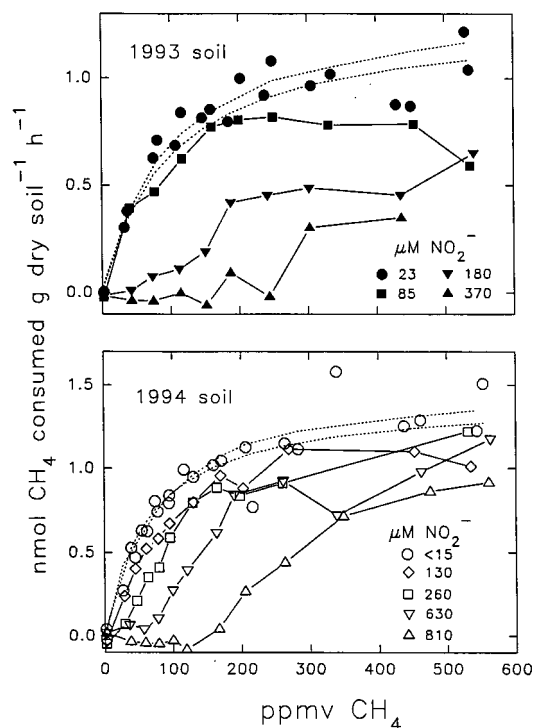 nmol CH₄ consumed g dry soil⁻¹ h⁻¹
1993 soil
1.0
0.5
0.0
μM NO₂⁻
23 180
85 370
1994 soil
1.5
1.0
0.5
0.0
μM NO₂⁻
<15
130
260
630
810
0 100 200 300 400 500 600
ppmv CH₄